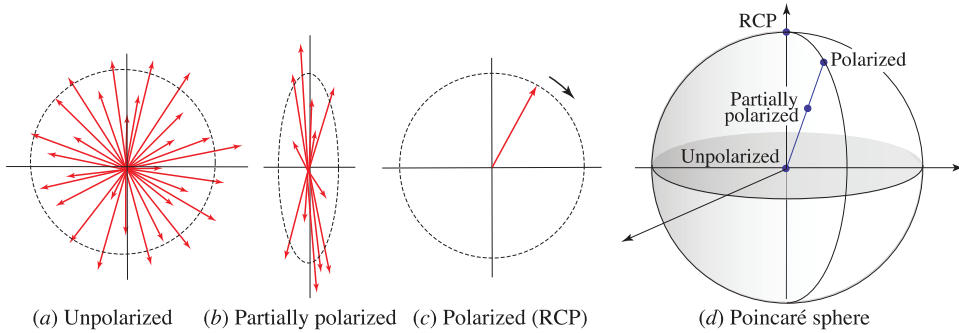 RCP
Polarized
Partially
polarized
Unpolarized
(a) Unpolarized
(b) Partially polarized
(c) Polarized (RCP)
(d) Poincaré sphere